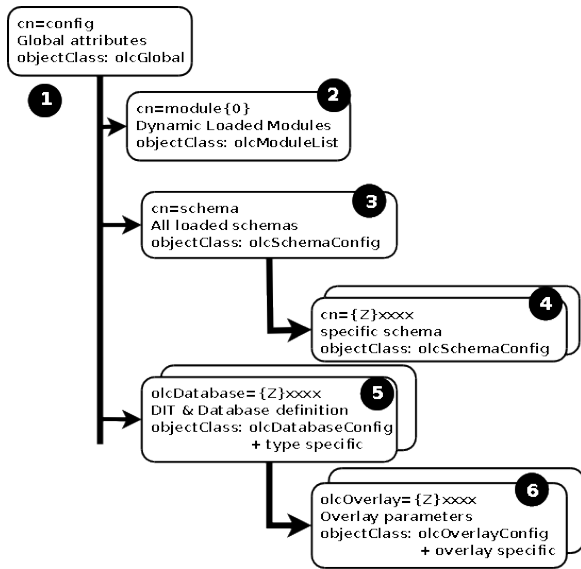 cn=config
Global attributes
objectClass: olcGlobal
1
2
cn=module{0}
Dynamic Loaded Modules
objectClass: olcModuleList
3
cn=schema
All loaded schemas
objectClass: olcSchemaConfig
4
cn={Z}xxxx
specific schema
objectClass: olcSchemaConfig
5
olcDatabase={Z}xxxx
DIT & Database definition
objectClass: olcDatabaseConfig
+ type specific
6
olcOverlay={Z}xxxx
Overlay parameters
objectClass: olcOverlayConfig
+ overlay specific